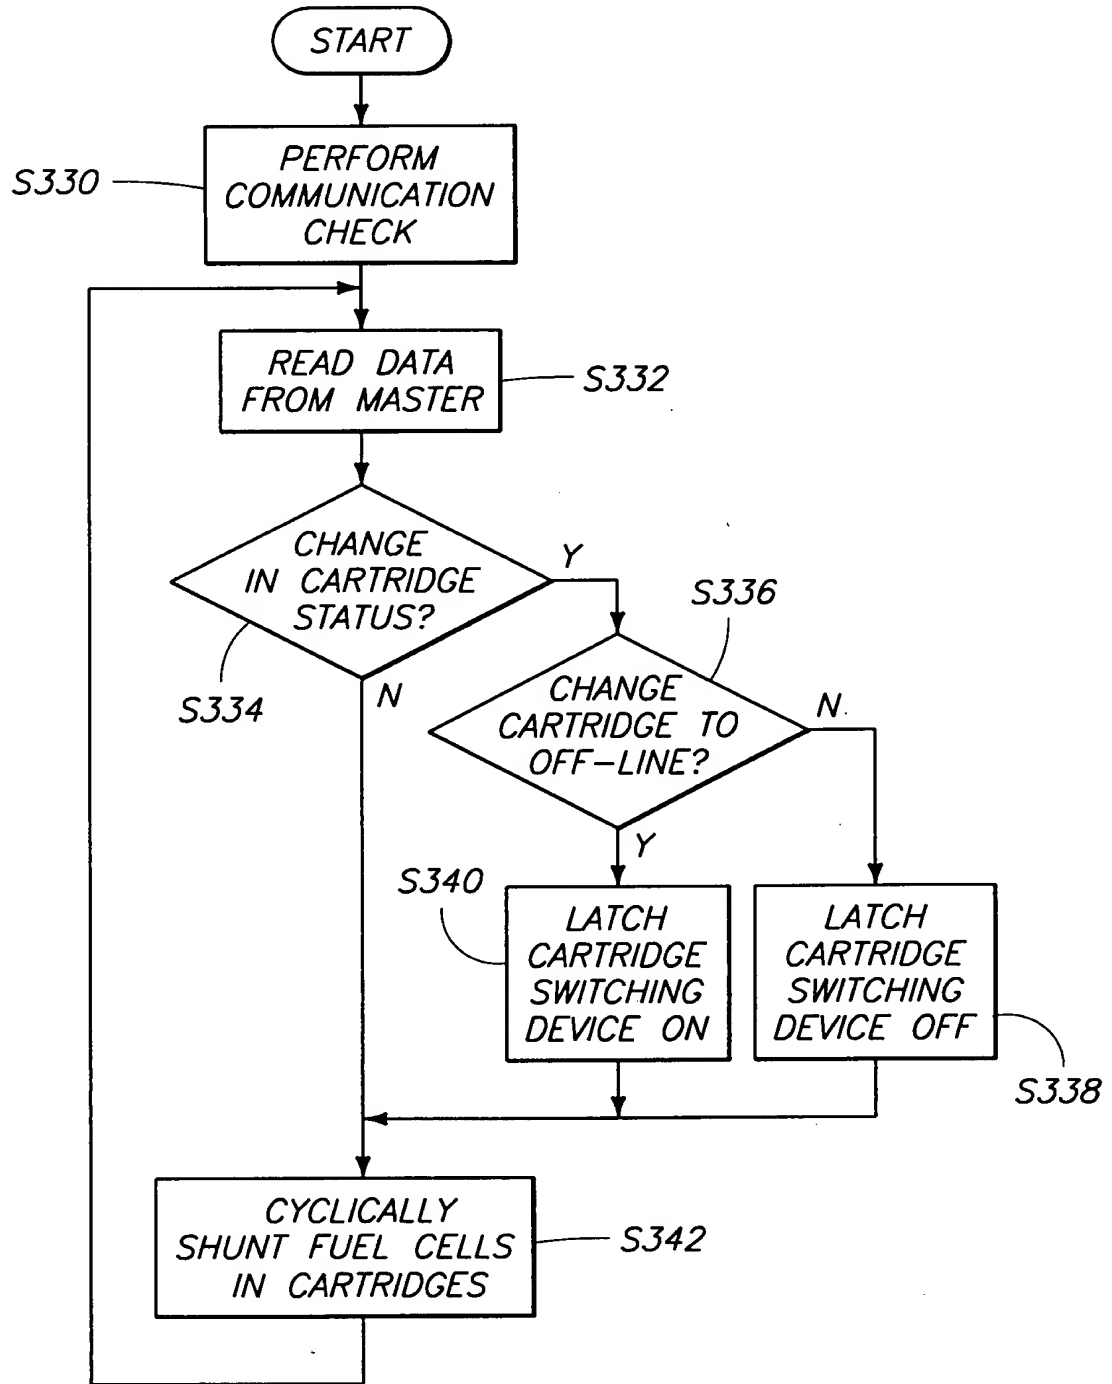 START
S330
PERFORM
COMMUNICATION
CHECK
READ DATA
FROM MASTER
S332
CHANGE
IN CARTRIDGE
STATUS?
Y
N
S334
S336
CHANGE
CARTRIDGE TO
OFF-LINE?
N
Y
S340
LATCH
CARTRIDGE
SWITCHING
DEVICE ON
LATCH
CARTRIDGE
SWITCHING
DEVICE OFF
S338
CYCLICALLY
SHUNT FUEL CELLS
IN CARTRIDGES
S342